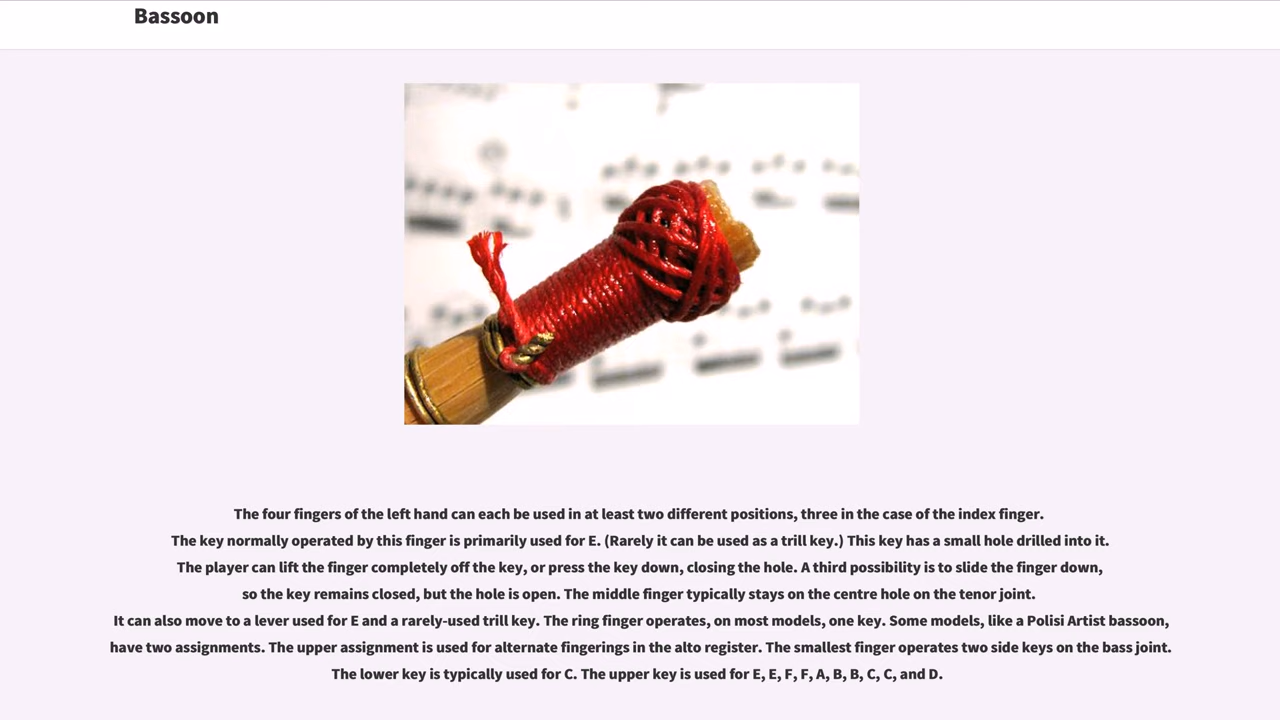 Bassoon
The four fingers of the left hand can each be used in at least two different positions, three in the case of the index finger.
The key normally operated by this finger is primarily used for E. (Rarely it can be used as a trill key.) This key has a small hole drilled into it.
The player can lift the finger completely off the key, or press the key down, closing the hole. A third possibility is to slide the finger down,
so the key remains closed, but the hole is open. The middle finger typically stays on the centre hole on the tenor joint.
It can also move to a lever used for E and a rarely-used trill key. The ring finger operates, on most models, one key. Some models, like a Polisi Artist bassoon,
have two assignments. The upper assignment is used for alternate fingerings in the alto register. The smallest finger operates two side keys on the bass joint.
The lower key is typically used for C. The upper key is used for E, E, F, F, A, B, B, C, C, and D.